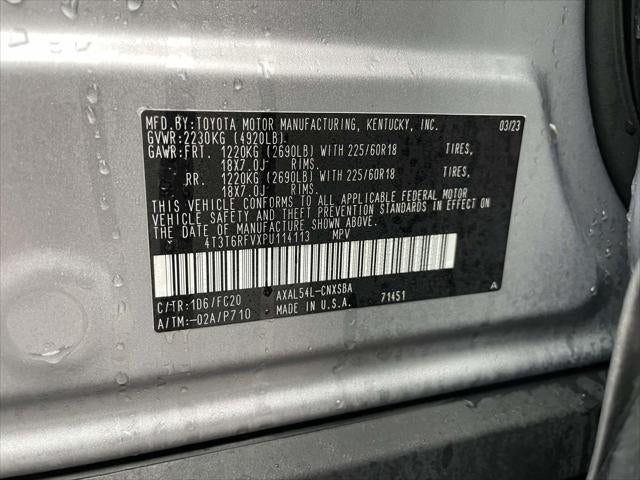 MFD.BY:TOYOTA MOTOR MANUFACTURING, KENTUCKY, INC. 03/23
GVWR:2230KG (4920LB)
GAWR:FRT. 1220KG (2690LB) WITH 225/60R18 TIRES,
18X7.0J RIMS.
RR. 1220KG (2690LB) WITH 225/60R18 TIRES,
18X7.0J RIMS.
THIS VEHICLE CONFORMS TO ALL APPLICABLE FEDERAL MOTOR
VEHICLE SAFETY AND THEFT PREVENTION STANDARDS IN EFFECT ON
THE DATE OF MANUFACTURE SHOWN ABOVE.
4T3T6RFVXPU114113 MPV
C/TR:1D6/FC20 AXAL54L-CNXSBA
A/TM:-02A/P710 MADE IN U.S.A. 71451 A